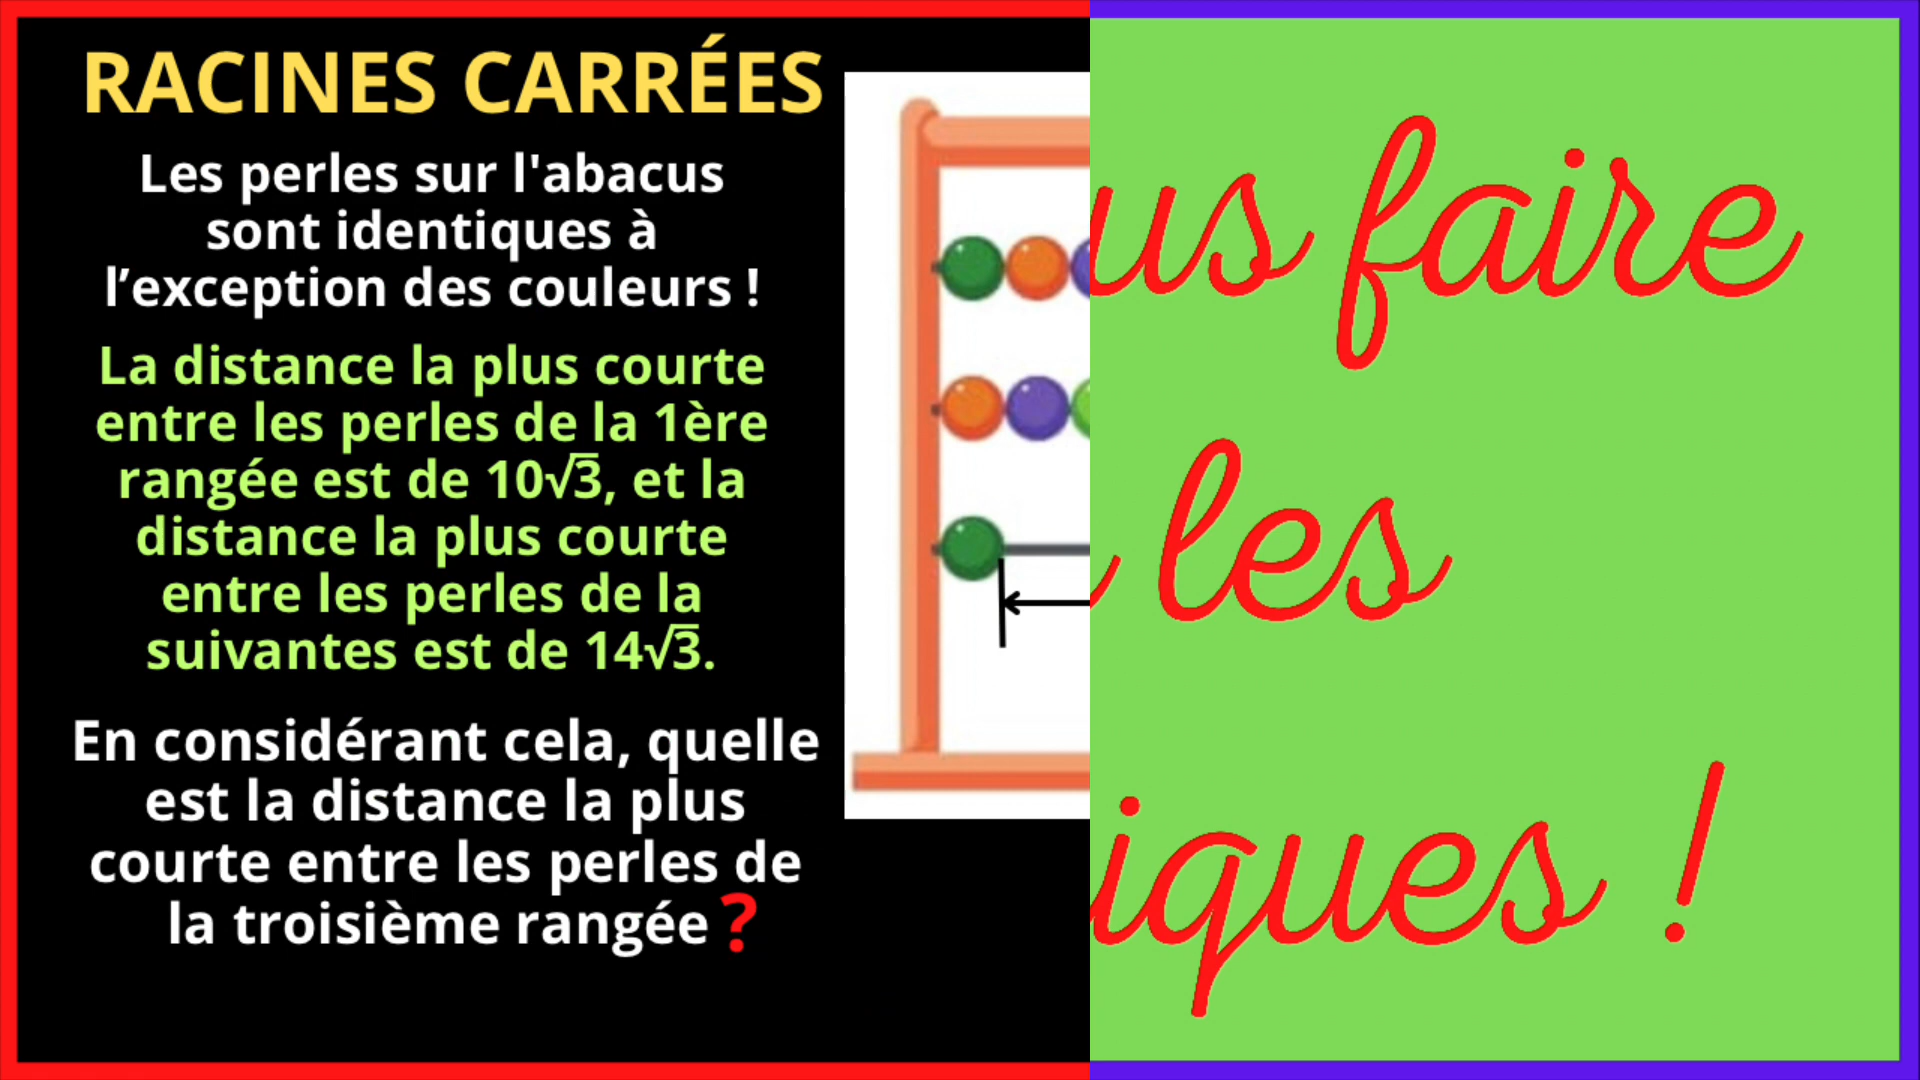 RACINES CARRÉES
Les perles sur l'abacus
sont identiques à
l’exception des couleurs !
La distance la plus courte
entre les perles de la 1ère
rangée est de 10√3, et la
distance la plus courte
entre les perles de la
suivantes est de 14√3.
En considérant cela, quelle
est la distance la plus
courte entre les perles de
la troisième rangée ?
us faire
les
iques !